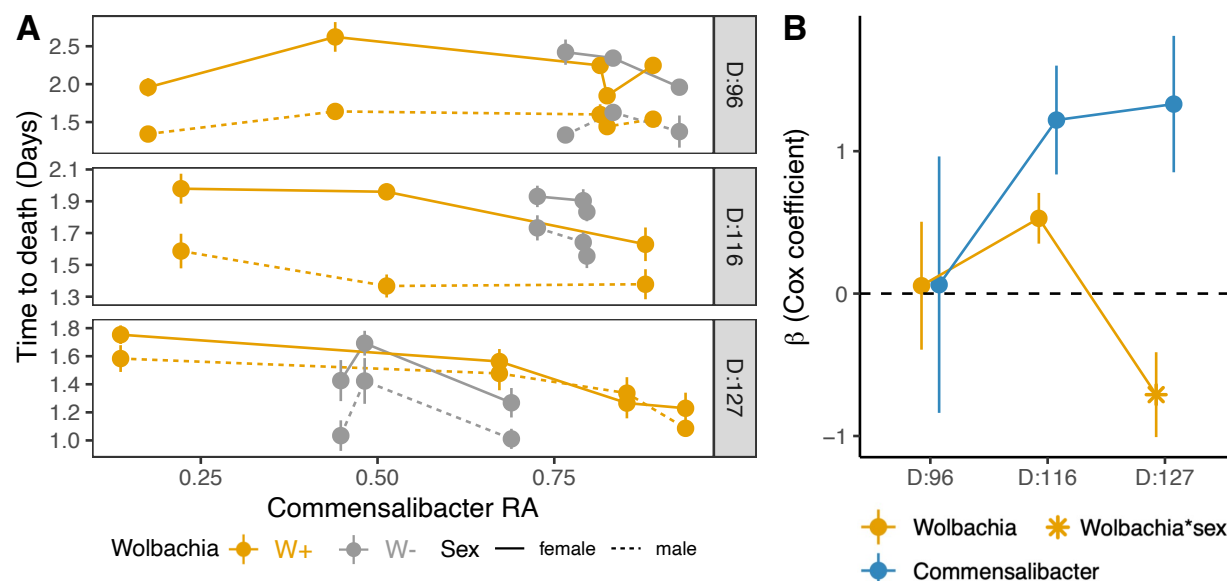 A
Time to death (Days)
2.5
2.0
1.5
D:96
2.1
1.9
1.7
1.5
1.3
D:116
1.8
1.6
1.4
1.2
1.0
D:127
0.25 0.50 0.75
Commensalibacter RA
Wolbachia W+ W- Sex female male
B
β (Cox coefficient)
1
0
−1
D:96 D:116 D:127
Wolbachia Wolbachia*sex
Commensalibacter